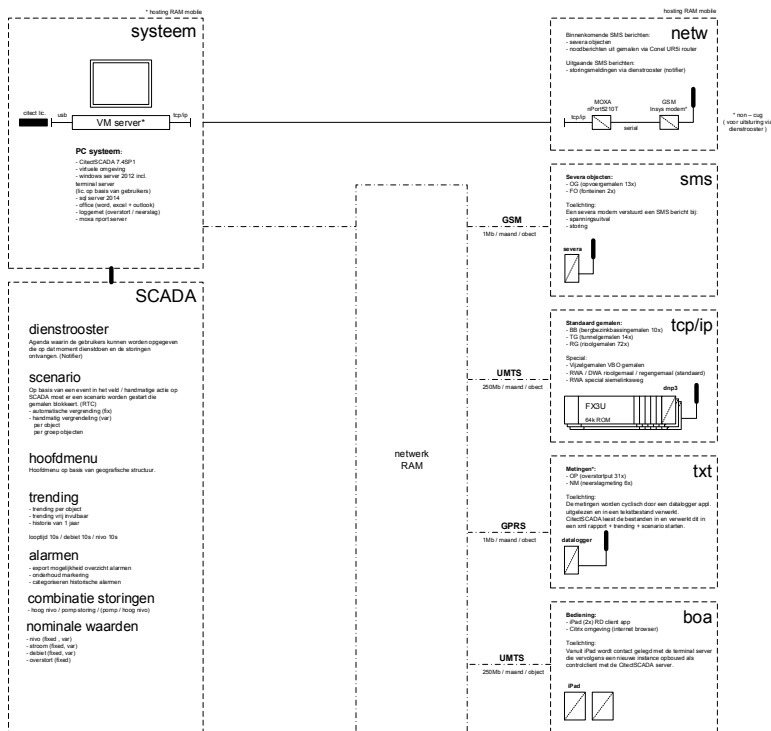 * hosting RAM mobile
systeem
citect lic.
usb
VM server*
tcp/ip
PC systeem:
- CitectSCADA 7.4SP1
- virtuele omgeving
- windows server 2012 incl.
terminal server
(lic. op basis van gebruikers)
- sql server 2014
- office (word, excel + outlook)
- loggernet (overstort / neerslag)
- moxa nport server
SCADA
dienstrooster
Agenda waarin de gebruikers kunnen worden opgegeven
die op dat moment dienstdoen en de storingen
ontvangen. (Notifier)
scenario
Op basis van een event in het veld / handmatige actie op
SCADA moet er een scenario worden gestart die
gemalen blokkeert. (RTC)
- automatische vergrending (fix)
- handmatig vergrendeling (var)
per object
per groep objecten
hoofdmenu
Hoofdmenu op basis van geografische structuur.
trending
- trending per object
- trending vrij invulbaar
- historie van 1 jaar
looptijd 10s / debiet 10s / nivo 10s
alarmen
- export mogelijkheid overzicht alarmen
- onderhoud markering
- categoriseren historische alarmen
combinatie storingen
- hoog nivo / pomp storing / (pomp / hoog nivo)
nominale waarden
- nivo (fixed , var)
- stroom (fixed, var)
- debiet (fixed, var)
- overstort (fixed)
netwerk
RAM
GSM
1Mb / maand / obect
UMTS
250Mb / maand / obect
GPRS
1Mb / maand / obect
UMTS
250Mb / maand / object
hosting RAM mobile
netw
Binnenkomende SMS berichten:
- severa objecten
- noodberichten uit gemalen via Conel UR5i router
Uitgaande SMS berichten:
- storingsmeldingen via dienstrooster (notifier)
MOXA
nPort5210T
GSM
Insys modem*
tcp/ip
serial
* non – cug
( voor uitsturing via
dienstrooster )
sms
Severa objecten:
- OG (opvoergemalen 13x)
- FO (fonteinen 2x)
Toelichting:
Een severa modem verstuurd een SMS bericht bij:
- spanningsuitval
- storing
severa
tcp/ip
Standaard gemalen:
- BB (bergbezinkbassingemalen 10x)
- TG (tunnelgemalen 14x)
- RG (rioolgemalen 72x)
Special:
- Vijzelgemalen VBO gemalen
- RWA / DWA rioolgemaal / regengemaal (standaard)
- RWA special siemelinksweg
dnp3
FX3U
64k ROM
txt
Metingen*:
- OP (overstortput 31x)
- NM (neerslagmeting 6x)
Toelichting:
De metingen worden cyclisch door een datalogger appl.
uitgelezen en in een tekstbestand verwerkt.
CitectSCADA leest de bestanden in en verwerkt dit in
een xml rapport + trending + scenario starten.
datalogger
boa
Bediening:
- iPad (2x) RD client app
- Citrix omgeving (internet browser)
Toelichting:
Vanuit iPad wordt contact gelegd met de terminal server
die vervolgens een nieuwe instance opbouwd als
controlclient met de CitectSCADA server.
iPad